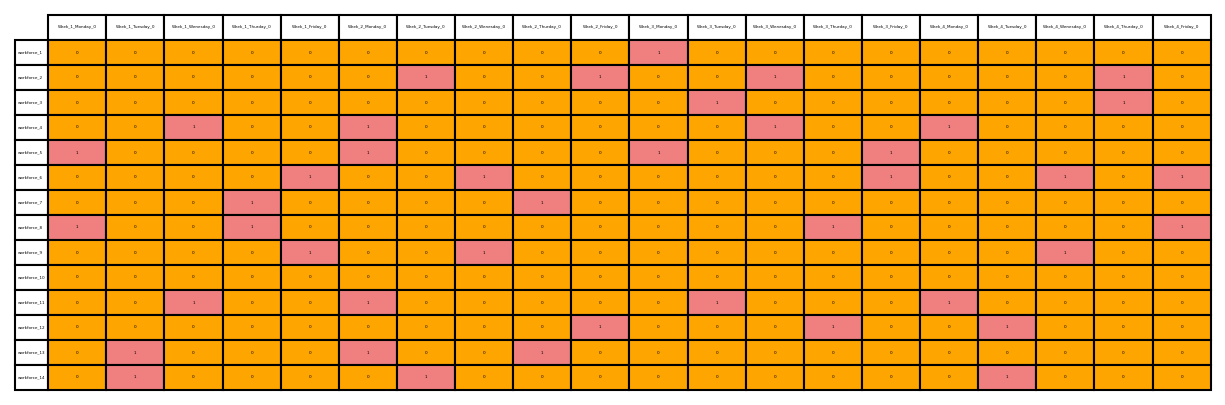 Week_1_Monday_0 Week_1_Tuesday_0 Week_1_Wenesday_0 Week_1_Thursday_0 Week_1_Friday_0 Week_2_Monday_0 Week_2_Tuesday_0 Week_2_Wenesday_0 Week_2_Thursday_0 Week_2_Friday_0 Week_3_Monday_0 Week_3_Tuesday_0 Week_3_Wenesday_0 Week_3_Thursday_0 Week_3_Friday_0 Week_4_Monday_0 Week_4_Tuesday_0 Week_4_Wenesday_0 Week_4_Thursday_0 Week_4_Friday_0
workforce_1 0 0 0 0 0 0 0 0 0 0 1 0 0 0 0 0 0 0 0 0
workforce_2 0 0 0 0 0 0 1 0 0 1 0 0 1 0 0 0 0 0 1 0
workforce_3 0 0 0 0 0 0 0 0 0 0 0 1 0 0 0 0 0 0 1 0
workforce_4 0 0 1 0 0 1 0 0 0 0 0 0 1 0 0 1 0 0 0 0
workforce_5 1 0 0 0 0 1 0 0 0 0 1 0 0 0 1 0 0 0 0 0
workforce_6 0 0 0 0 1 0 0 1 0 0 0 0 0 0 1 0 0 1 0 1
workforce_7 0 0 0 1 0 0 0 0 1 0 0 0 0 0 0 0 0 0 0 0
workforce_8 1 0 0 1 0 0 0 0 0 0 0 0 0 1 0 0 0 0 0 1
workforce_9 0 0 0 0 1 0 0 1 0 0 0 0 0 0 0 0 0 1 0 0
workforce_10 0 0 0 0 0 0 0 0 0 0 0 0 0 0 0 0 0 0 0 0
workforce_11 0 0 1 0 0 1 0 0 0 0 0 1 0 0 0 1 0 0 0 0
workforce_12 0 0 0 0 0 0 0 0 0 1 0 0 0 1 0 0 1 0 0 0
workforce_13 0 1 0 0 0 1 0 0 1 0 0 0 0 0 0 0 0 0 0 0
workforce_14 0 1 0 0 0 0 1 0 0 0 0 0 0 0 0 0 1 0 0 0